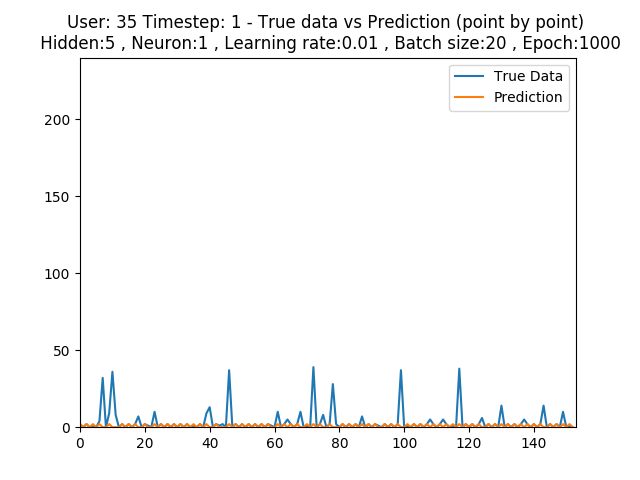 User: 35 Timestep: 1 - True data vs Prediction (point by point)
Hidden:5 , Neuron:1 , Learning rate:0.01 , Batch size:20 , Epoch:1000
True Data
Prediction
200
150
100
50
0
0 20 40 60 80 100 120 140